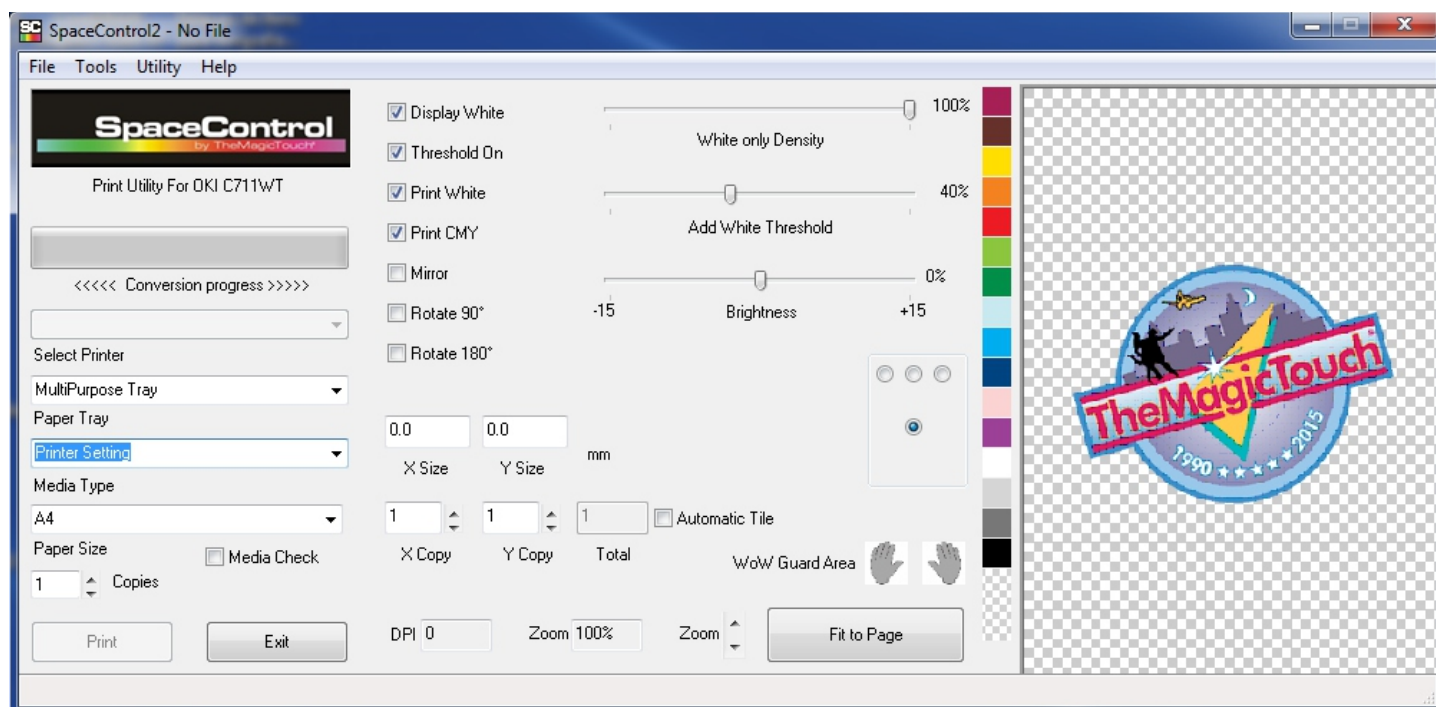 SC SpaceControl2 - No File
File Tools Utility Help
SpaceControl
by TheMagicTouch
Print Utility For OKI C711WT
<<<<< Conversion progress >>>>>
Select Printer
MultiPurpose Tray
Paper Tray
Printer Setting
Media Type
A4
Paper Size
Media Check
1 Copies
Print Exit
Display White
Threshold On
Print White
Print CMY
Mirror
Rotate 90°
Rotate 180°
100%
White only Density
40%
Add White Threshold
0%
-15 Brightness +15
0.0 0.0 mm
X Size Y Size
1 1 1 Automatic Tile
X Copy Y Copy Total
WoW Guard Area
DPI 0 Zoom 100% Zoom Fit to Page
TheMagicTouch
1990 ★★★★★ 2015